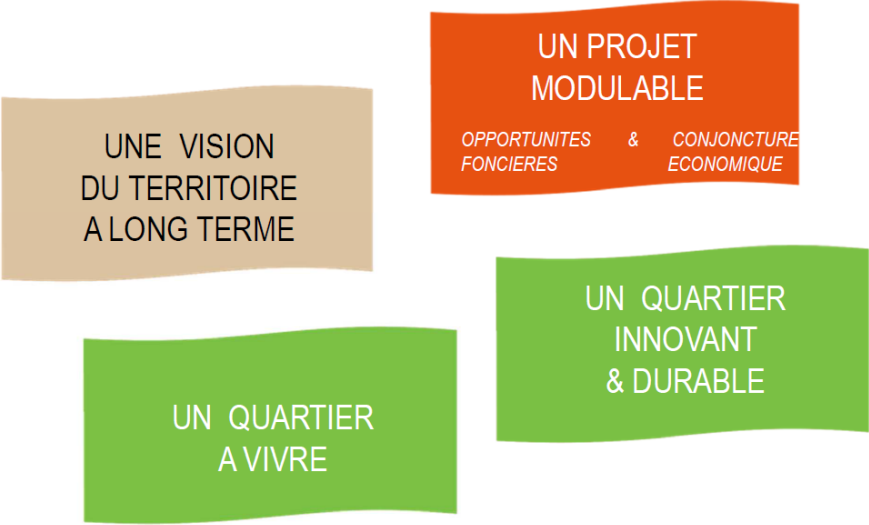 UN PROJET
MODULABLE
OPPORTUNITES & CONJONCTURE
FONCIERES ECONOMIQUE
UNE VISION
DU TERRITOIRE
A LONG TERME
UN QUARTIER
INNOVANT
& DURABLE
UN QUARTIER
A VIVRE